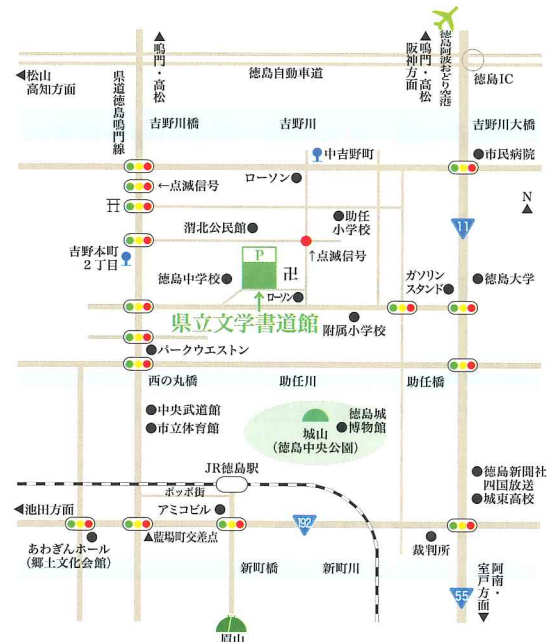 ▲鳴門・高松
▲鳴門・高松
阪神方面
徳島阿波おどり空港
◀松山
高知方面
県道徳島鳴門線
徳島自動車道
徳島IC
吉野川橋
吉野川
吉野川大橋
中吉野町
市民病院
ローソン
←点滅信号
N
▲
助任
小学校
渭北公民館
11
吉野本町
2丁目
P
卍
↑点滅信号
徳島中学校
ガソリン
スタンド
徳島大学
ローソン
県立文学書道館
附属小学校
パークウエストン
西の丸橋
助任川
助任橋
中央武道館
市立体育館
徳島城
博物館
城山
(徳島中央公園)
JR徳島駅
徳島新聞社
四国放送
城東高校
ポッポ街
◀池田方面
アミコビル
192
あわぎんホール
(郷土文化会館)
▲藍場町交差点
裁判所
新町橋
新町川
55
阿南・
室戸方面▼
眉山